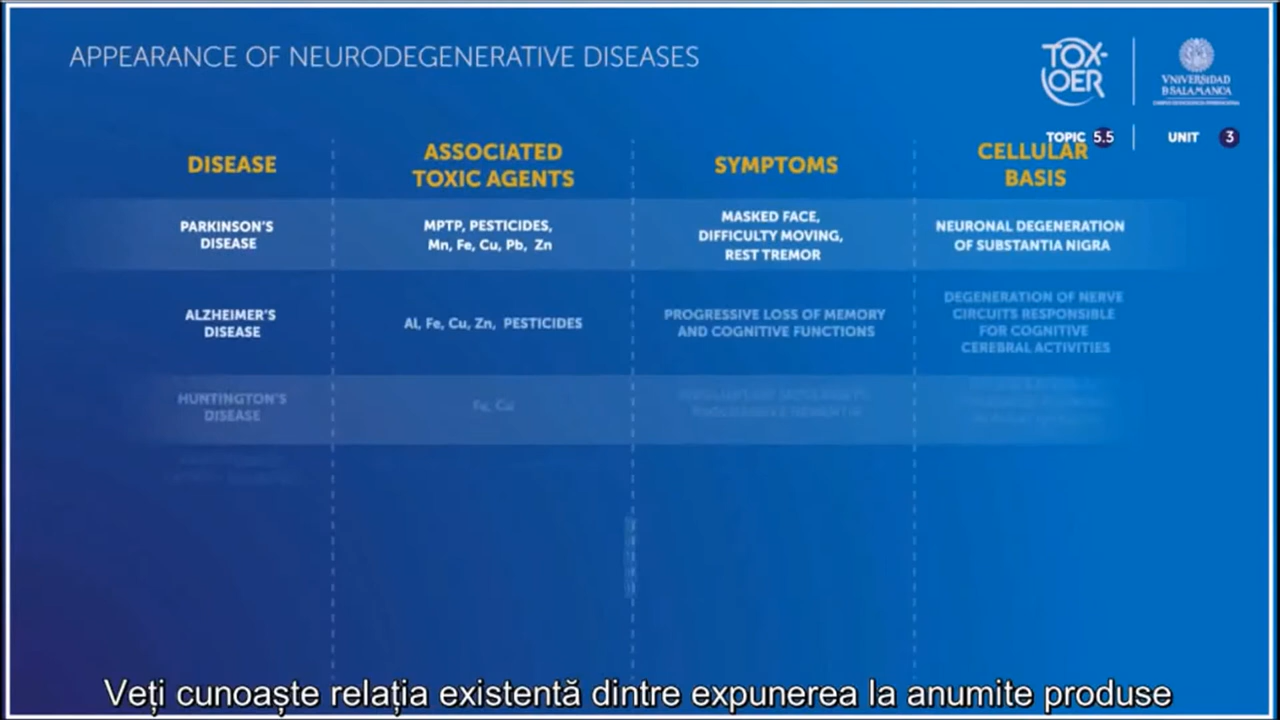 APPEARANCE OF NEURODEGENERATIVE DISEASES
TOX-
OER
VNIVERSIDAD
D SALAMANCA
TOPIC 5.5
UNIT 3
DISEASE
ASSOCIATED
TOXIC AGENTS
SYMPTOMS
CELLULAR
BASIS
PARKINSON'S
DISEASE
MPTP, PESTICIDES,
Mn, Fe, Cu, Pb, Zn
MASKED FACE,
DIFFICULTY MOVING,
REST TREMOR
NEURONAL DEGENERATION
OF SUBSTANTIA NIGRA
ALZHEIMER'S
DISEASE
Al, Fe, Cu, Zn, PESTICIDES
PROGRESSIVE LOSS OF MEMORY
AND COGNITIVE FUNCTIONS
DEGENERATION OF NERVE
CIRCUITS RESPONSIBLE
FOR COGNITIVE
CEREBRAL ACTIVITIES
HUNTINGTON'S
DISEASE
Fe, Cu
Veți cunoaște relația existentă dintre expunerea la anumite produse